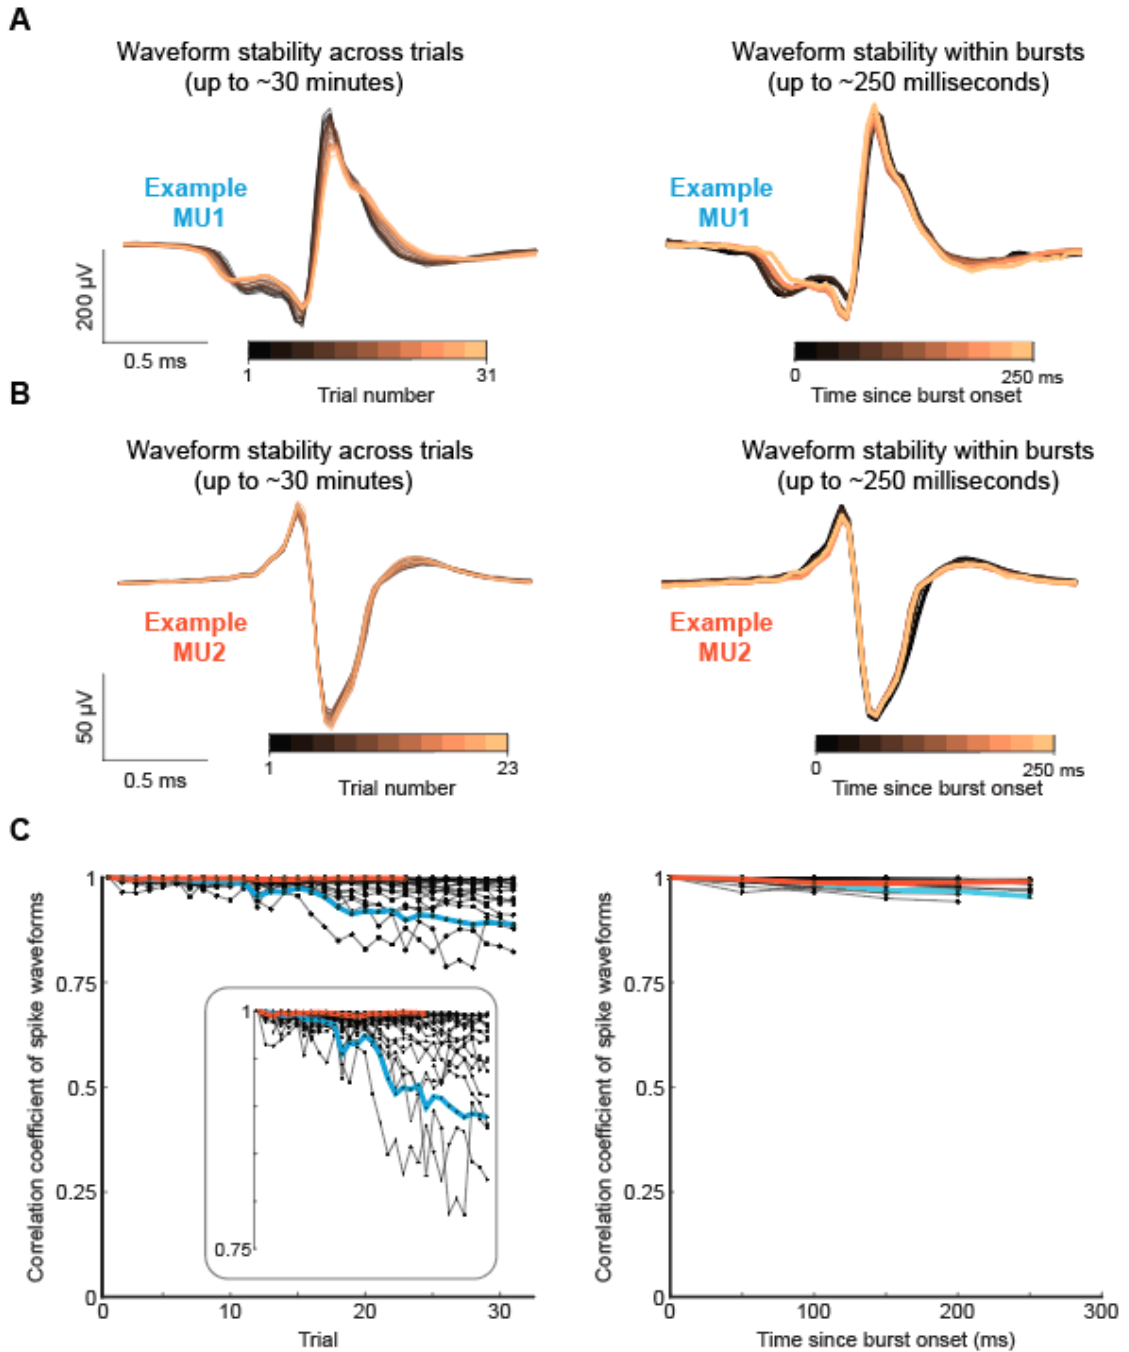 A
Waveform stability across trials
(up to ~30 minutes)
Waveform stability within bursts
(up to ~250 milliseconds)
Example
MU1
Example
MU1
200 µV
0.5 ms
1
31
Trial number
0
250 ms
Time since burst onset
B
Waveform stability across trials
(up to ~30 minutes)
Waveform stability within bursts
(up to ~250 milliseconds)
Example
MU2
Example
MU2
50 µV
0.5 ms
1
23
Trial number
0
250 ms
Time since burst onset
C
Correlation coefficient of spike waveforms
1
0.75
0.5
0.25
0
1
0.75
0
10
20
30
Trial
Correlation coefficient of spike waveforms
1
0.75
0.5
0.25
0
0
100
200
300
Time since burst onset (ms)